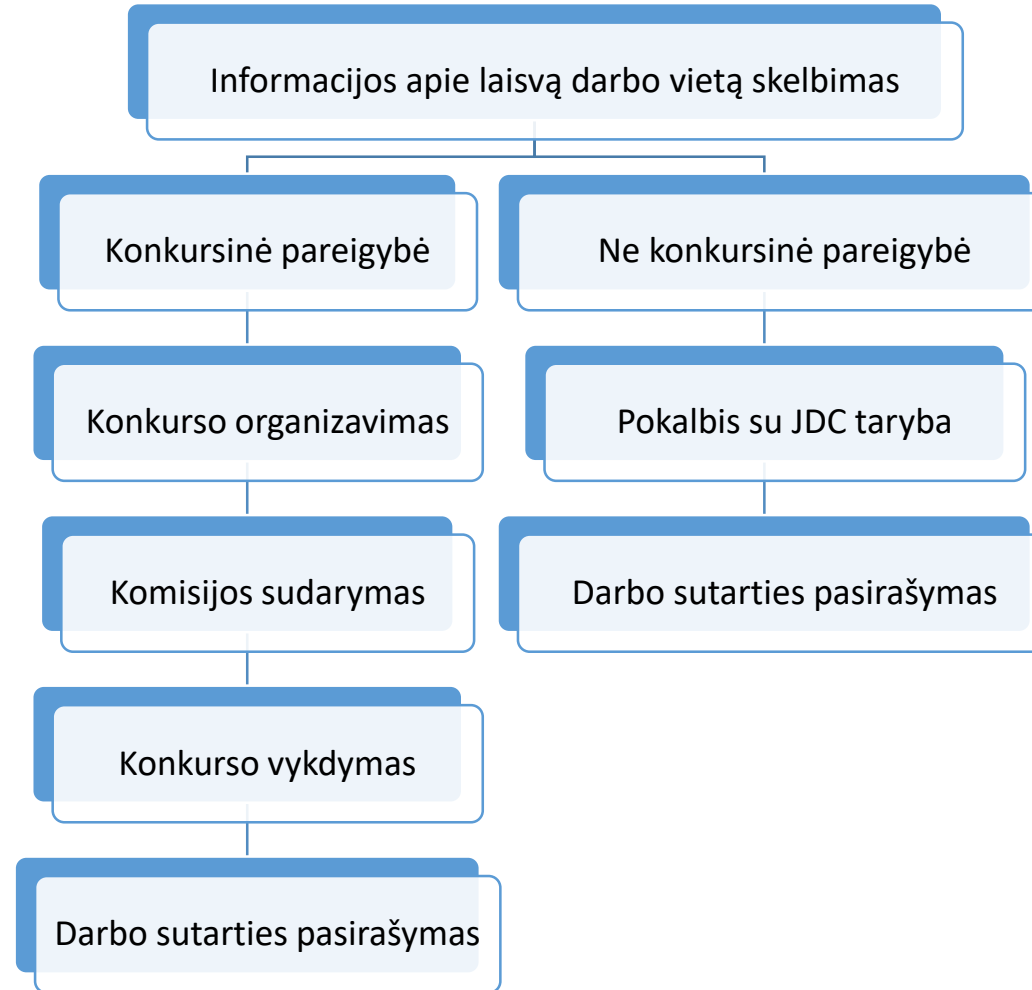 Informacijos apie laisvą darbo vietą skelbimas
Konkursinė pareigybė
Ne konkursinė pareigybė
Konkurso organizavimas
Pokalbis su JDC taryba
Komisijos sudarymas
Darbo sutarties pasirašymas
Konkurso vykdymas
Darbo sutarties pasirašymas